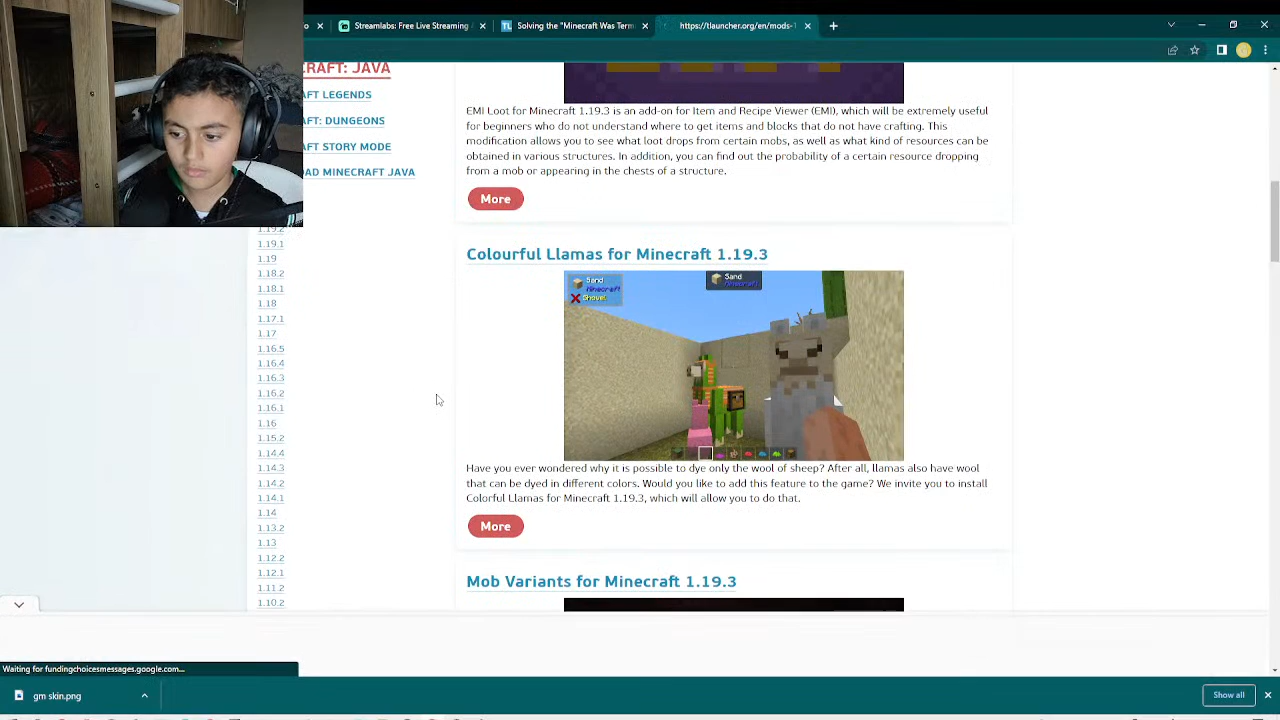 Streamlabs: Free Live Streaming
Solving the "Minecraft Was Term
https://tlauncher.org/en/mods-1
CRAFT: JAVA
AFT LEGENDS
AFT: DUNGEONS
AFT STORY MODE
OAD MINECRAFT JAVA
1.19.2
1.19.1
1.19
1.18.2
1.18.1
1.18
1.17.1
1.17
1.16.5
1.16.4
1.16.3
1.16.2
1.16.1
1.16
1.15.2
1.14.4
1.14.3
1.14.2
1.14.1
1.14
1.13.2
1.13
1.12.2
1.12.1
1.11.2
1.10.2
EMI Loot for Minecraft 1.19.3 is an add-on for Item and Recipe Viewer (EMI), which will be extremely useful
for beginners who do not understand where to get items and blocks that do not have crafting. This
modification allows you to see what loot drops from certain mobs, as well as what kind of resources can be
obtained in various structures. In addition, you can find out the probability of a certain resource dropping
from a mob or appearing in the chests of a structure.
More
Colourful Llamas for Minecraft 1.19.3
Sand
Minecraft
Shovel
Sand
Minecraft
Have you ever wondered why it is possible to dye only the wool of sheep? After all, llamas also have wool
that can be dyed in different colors. Would you like to add this feature to the game? We invite you to install
Colorful Llamas for Minecraft 1.19.3, which will allow you to do that.
More
Mob Variants for Minecraft 1.19.3
Waiting for fundingchoicesmessages.google.com...
gm skin.png
Show all